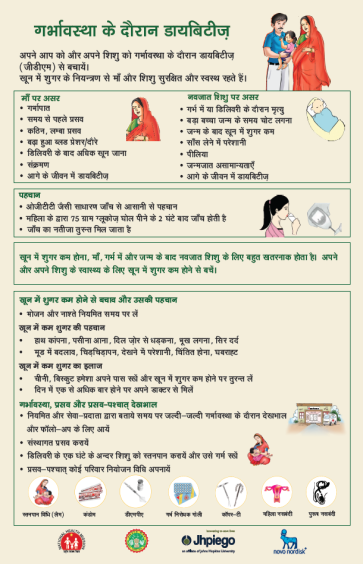 गर्भावस्था के दौरान डायबिटीज़
अपने आप को और अपने शिशु को गर्भावस्था के दौरान डायबिटीज़
(जीडीएम) से बचायें।
खून में शुगर के नियन्त्रण से माँ और शिशु सुरक्षित और स्वस्थ रहते हैं।
माँ पर असर
• गर्भपात
• समय से पहले प्रसव
• कठिन, लम्बा प्रसव
• बढ़ा हुआ ब्लड प्रेशर/दौरे
• डिलिवरी के बाद अधिक खून जाना
• संक्रमण
• आगे के जीवन में डायबिटीज़
नवजात शिशु पर असर
• गर्भ में या डिलिवरी के दौरान मृत्यु
• बड़ा बच्चा जन्म के समय चोट लगना
• जन्म के बाद खून में शुगर कम
• साँस लेने में परेशानी
• पीलिया
• जन्मजात असामान्यताएँ
• आगे के जीवन में डायबिटीज़
पहचान
• ओजीटीटी जैसी साधारण जाँच से आसानी से पहचान
• महिला के द्वारा 75 ग्राम ग्लूकोज़ घोल पीने के 2 घंटे बाद जाँच होती है
• जाँच का नतीजा तुरन्त मिल जाता है
खून में शुगर कम होना, माँ, गर्भ में और जन्म के बाद नवजात शिशु के लिए बहुत खतरनाक होता है। अपने
और अपने शिशु के स्वास्थ्य के लिए खून में शुगर कम होने से बचें।
खून में शुगर कम होने से बचाव और उसकी पहचान
• भोजन और नाश्ते नियमित समय पर लें
खून में शुगर कम की पहचान
• हाथ कांपना, पसीना आना, दिल ज़ोर से धड़कना, भूख लगना, सिर दर्द
• मूड में बदलाव, चिड़चिड़ापन, देखने में परेशानी, चिंतित होना, घबराहट
खून में शुगर कम का इलाज
• चीनी, बिस्कुट हमेशा अपने पास रखें और खून में शुगर कम होने पर तुरन्त लें
• दिन में एक से अधिक बार होने पर अपने डाक्टर से मिलें
गर्भावस्था, प्रसव और प्रसव-पश्चात् देखभाल
• नियमित और सेवा-प्रदाता द्वारा बताये समय पर जल्दी-जल्दी गर्भावस्था के दौरान देखभाल
और फॉलो-अप के लिए आयें
• संस्थागत प्रसव करायें
• डिलिवरी के एक घंटे के अन्दर शिशु को स्तनपान करायें और उसे गर्म रखें
• प्रसव-पश्चात् कोई परिवार नियोजन विधि अपनायें
स्तनपान विधि (लैम) कंडोम डीएमपीए गर्भ निरोधक गोली कॉपर-टी महिला नसबंदी पुरुष नसबंदी
Jhpiego
an affiliate of Johns Hopkins University
novo nordisk